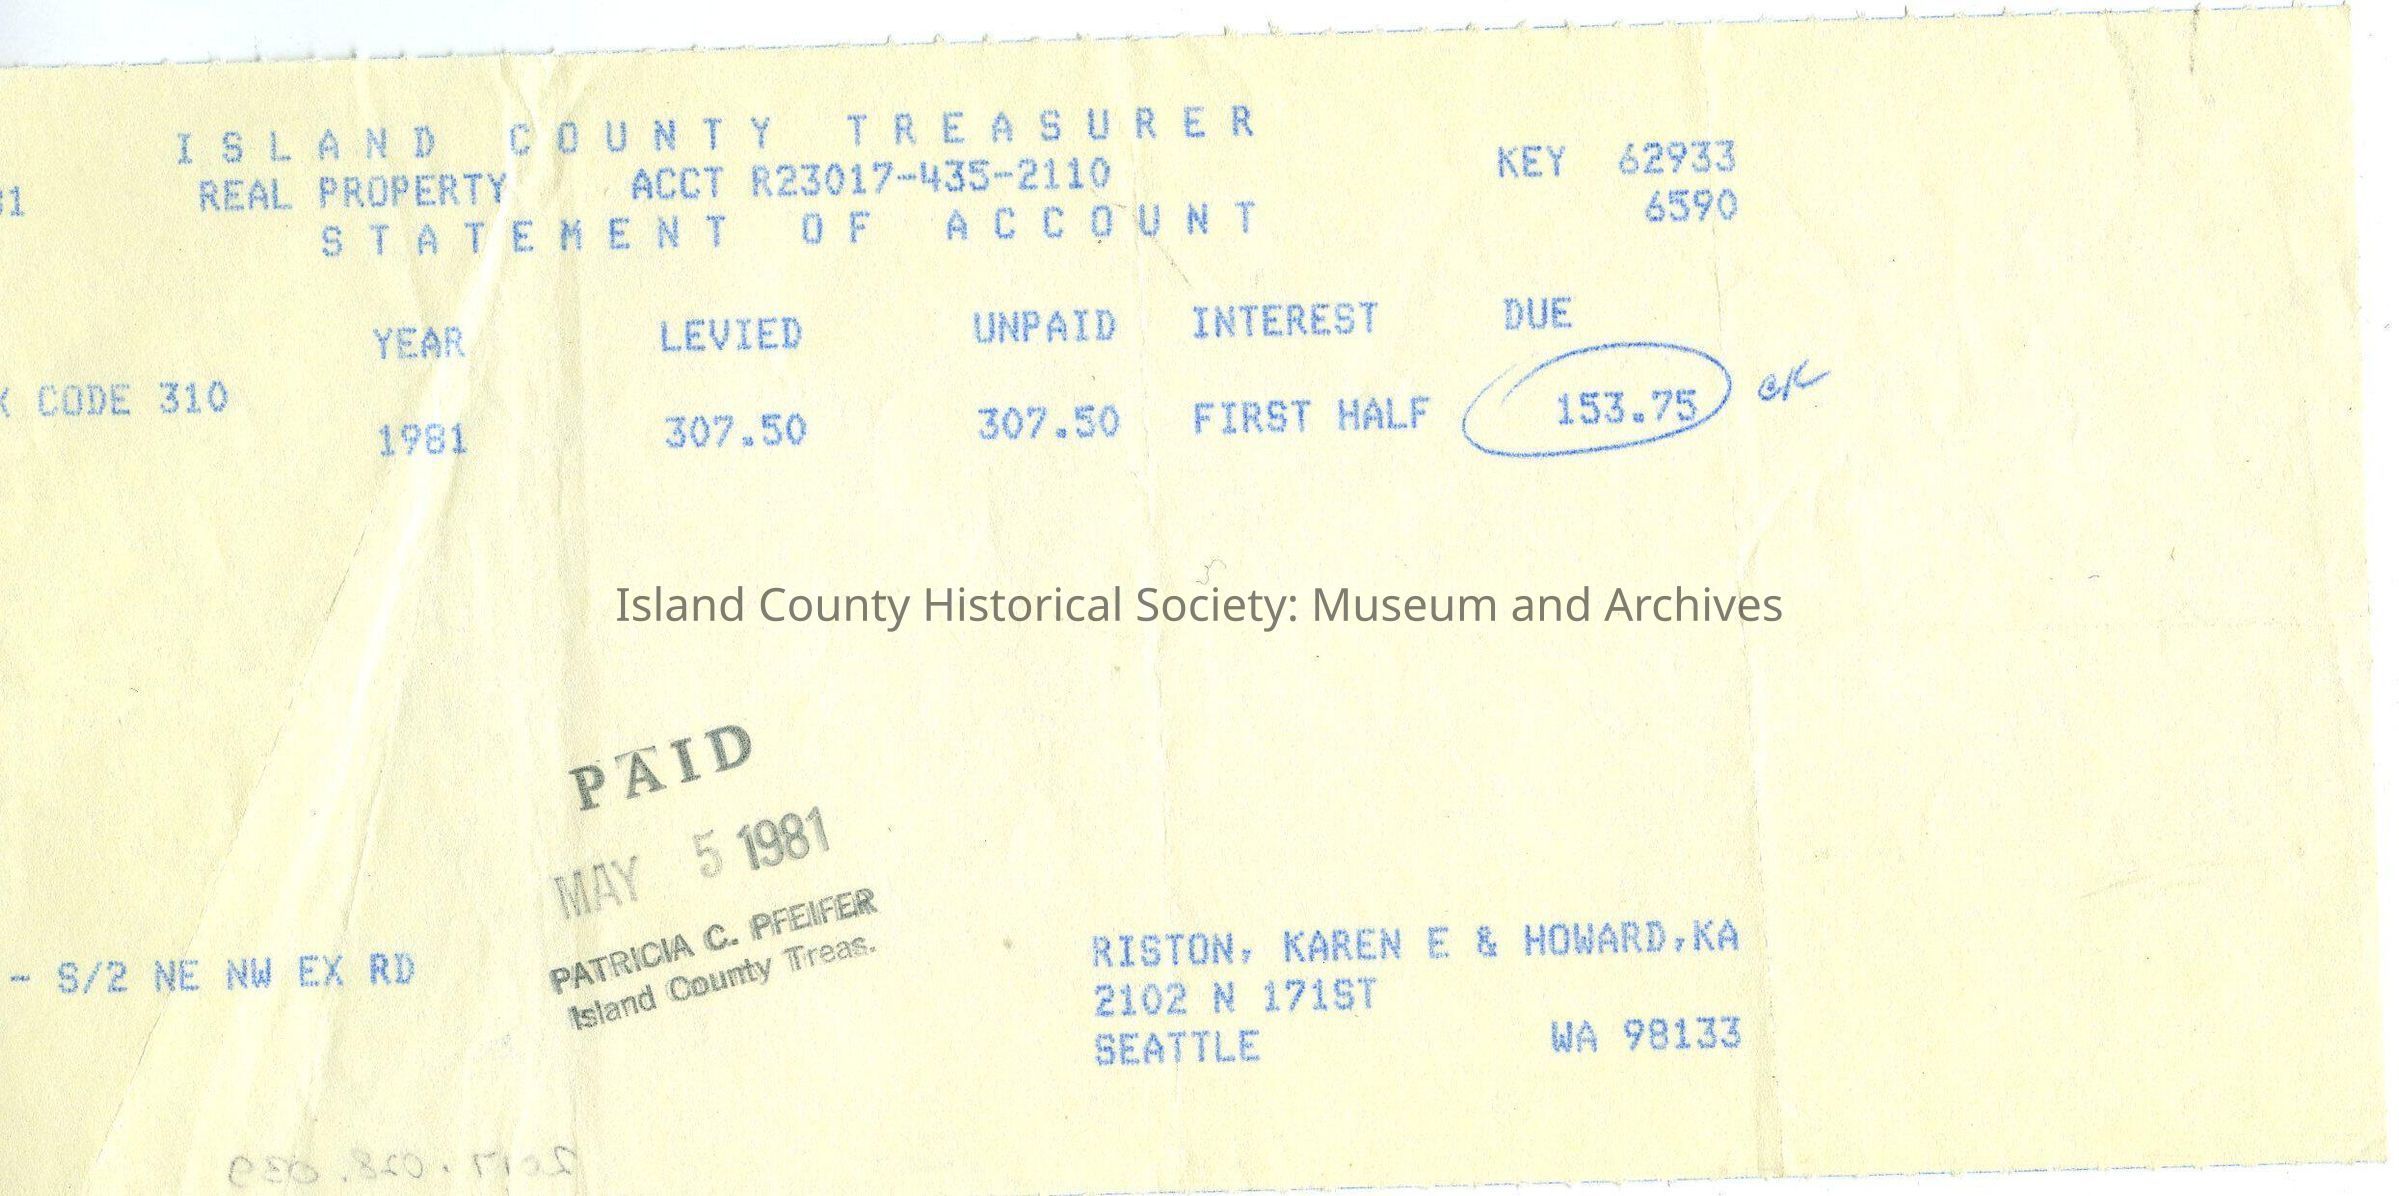 ISLAND COUNTY TREASURER
REAL PROPERTY ACCT R23017-435-2110 KEY 62933
6590
STATEMENT OF ACCOUNT
YEAR LEVIED UNPAID INTEREST DUE
CODE 310
1981 307.50 307.50 FIRST HALF 153.75
Island County Historical Society: Museum and Archives
PAID
MAY 5 1981
PATRICIA C. PFEIFER
Island County Treas.
- S/2 NE NW EX RD
RISTON, KAREN E & HOWARD,KA
2102 N 171ST
SEATTLE WA 98133
2017.028.039